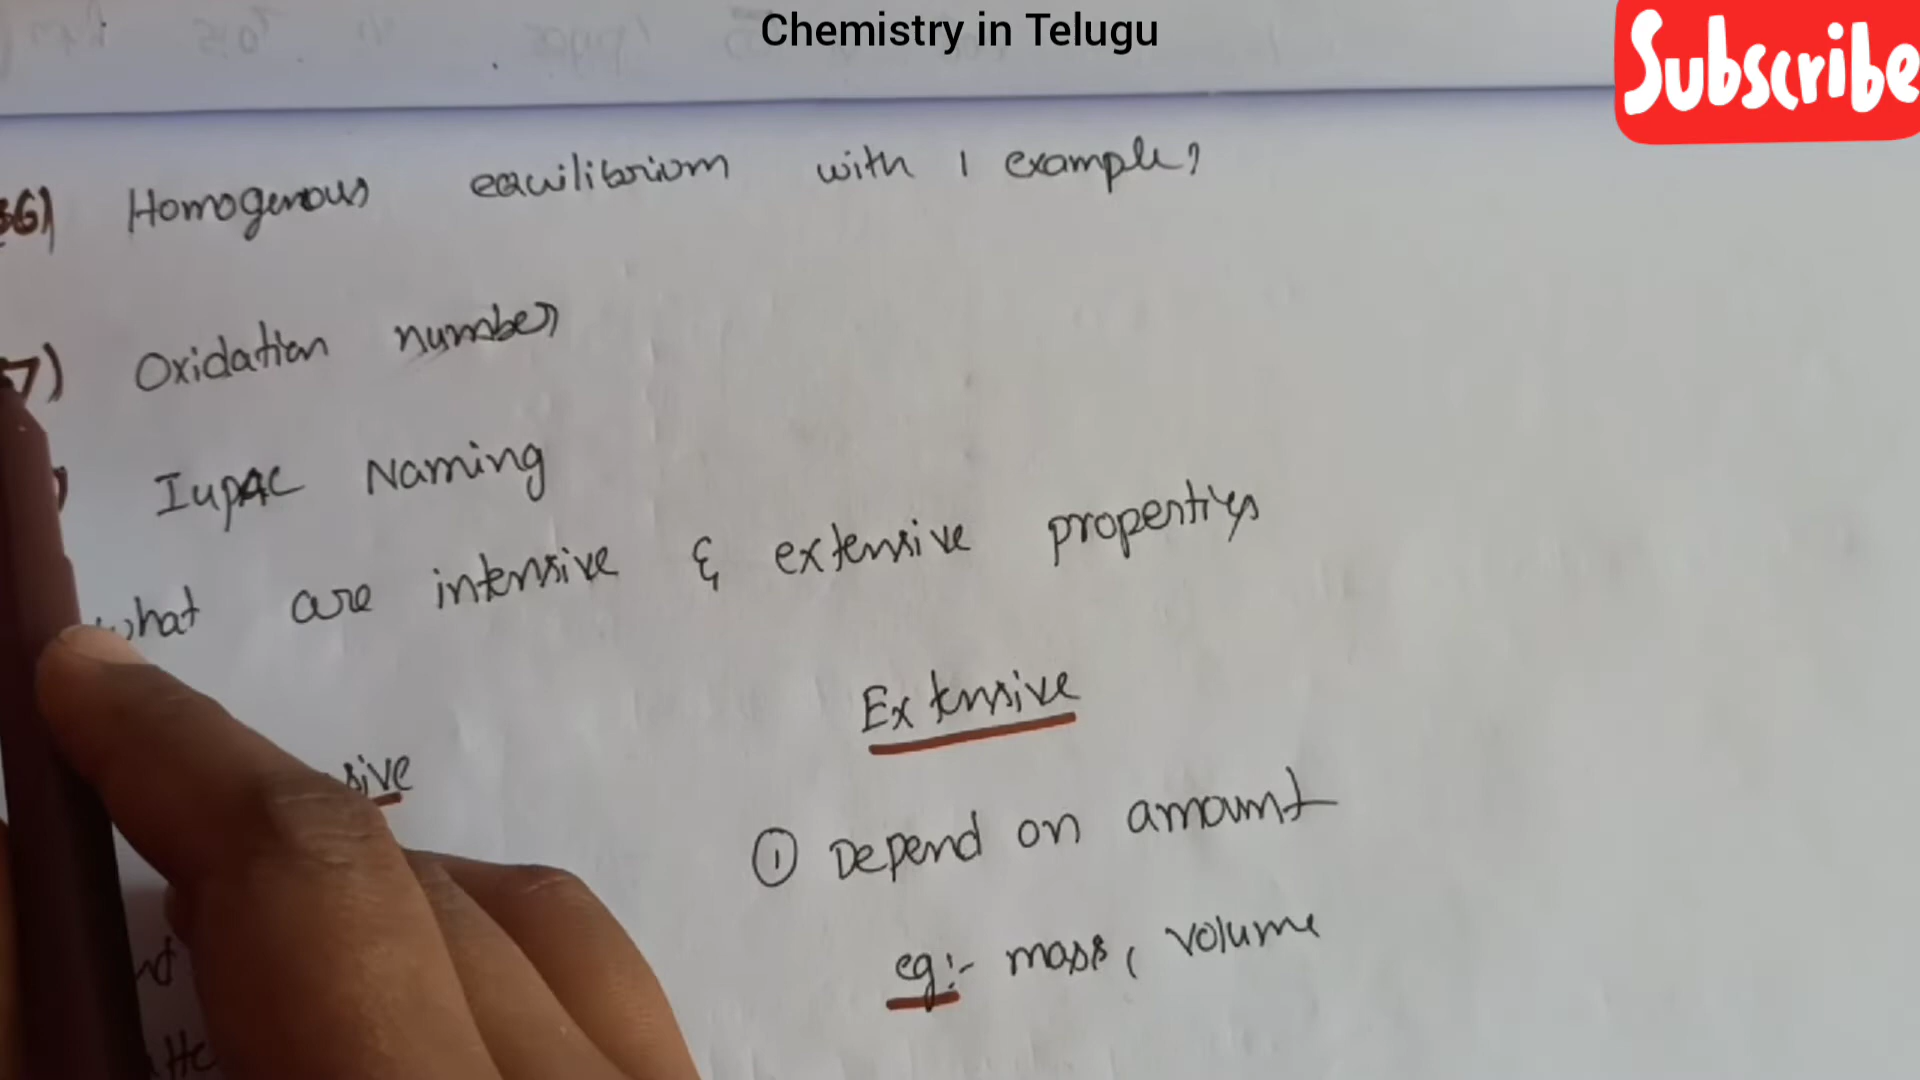 Chemistry in Telugu
Subscribe
36) Homogenous equilibrium with 1 example?
7) Oxidation number
IUPAC Naming
what are intensive & extensive properties
Extensive
sive
① Depend on amount
eg:- mass, volume